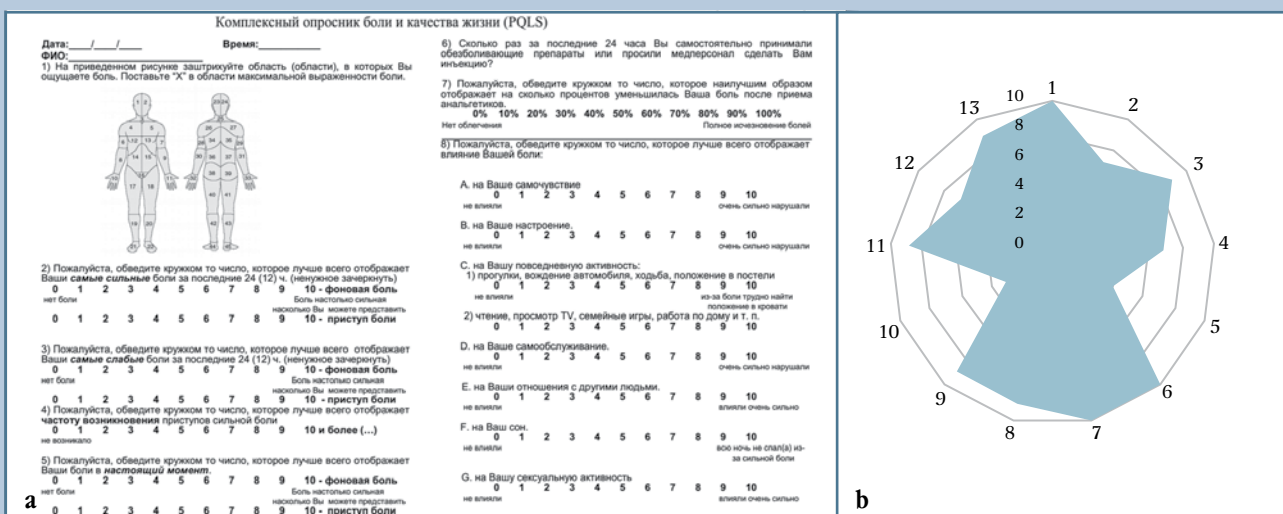 Комплексный опросник боли и качества жизни (PQLS)
Дата:____/____/____ Время:___________
ФИО:___________________
1) На приведенном рисунке заштрихуйте область (области), в которых Вы
ощущаете боль. Поставьте "X" в области максимальной выраженности боли.
2) Пожалуйста, обведите кружком то число, которое лучше всего отображает
Ваши самые сильные боли за последние 24 (12) ч. (ненужное зачеркнуть)
0 1 2 3 4 5 6 7 8 9 10 - фоновая боль
нет боли Боль настолько сильная
насколько Вы можете представить
0 1 2 3 4 5 6 7 8 9 10 - приступ боли
3) Пожалуйста, обведите кружком то число, которое лучше всего отображает
Ваши самые слабые боли за последние 24 (12) ч. (ненужное зачеркнуть)
0 1 2 3 4 5 6 7 8 9 10 - фоновая боль
нет боли Боль настолько сильная
насколько Вы можете представить
0 1 2 3 4 5 6 7 8 9 10 - приступ боли
4) Пожалуйста, обведите кружком то число, которое лучше всего отображает
частоту возникновения приступов сильной боли
0 1 2 3 4 5 6 7 8 9 10 и более (...)
не возникало
5) Пожалуйста, обведите кружком то число, которое лучше всего отображает
Ваши боли в настоящий момент.
0 1 2 3 4 5 6 7 8 9 10 - фоновая боль
нет боли Боль настолько сильная
насколько Вы можете представить
0 1 2 3 4 5 6 7 8 9 10 - приступ боли
a
6) Сколько раз за последние 24 часа Вы самостоятельно принимали
обезболивающие препараты или просили медперсонал сделать Вам
инъекцию?
7) Пожалуйста, обведите кружком то число, которое наилучшим образом
отображает на сколько процентов уменьшилась Ваша боль после приема
анальгетиков.
0% 10% 20% 30% 40% 50% 60% 70% 80% 90% 100%
Нет облегчения Полное исчезновение болей
8) Пожалуйста, обведите кружком то число, которое лучше всего отображает
влияние Вашей боли:
A. на Ваше самочувствие
0 1 2 3 4 5 6 7 8 9 10
не влияли очень сильно нарушали
B. на Ваше настроение.
0 1 2 3 4 5 6 7 8 9 10
не влияли очень сильно нарушали
C. на Вашу повседневную активность:
1) прогулки, вождение автомобиля, ходьба, положение в постели
0 1 2 3 4 5 6 7 8 9 10
не влияли из-за боли трудно найти
положение в кровати
2) чтение, просмотр TV, семейные игры, работа по дому и т. п.
0 1 2 3 4 5 6 7 8 9 10
D. на Ваше самообслуживание.
0 1 2 3 4 5 6 7 8 9 10
не влияли очень сильно нарушали
E. на Ваши отношения с другими людьми.
0 1 2 3 4 5 6 7 8 9 10
не влияли влияли очень сильно
F. на Ваш сон.
0 1 2 3 4 5 6 7 8 9 10
не влияли всю ночь не спал(а) из-
за сильной боли
G. на Вашу сексуальную активность
0 1 2 3 4 5 6 7 8 9 10
не влияли влияли очень сильно
1
2
3
4
5
6
7
8
9
10
11
12
13
10
8
6
4
2
0
b